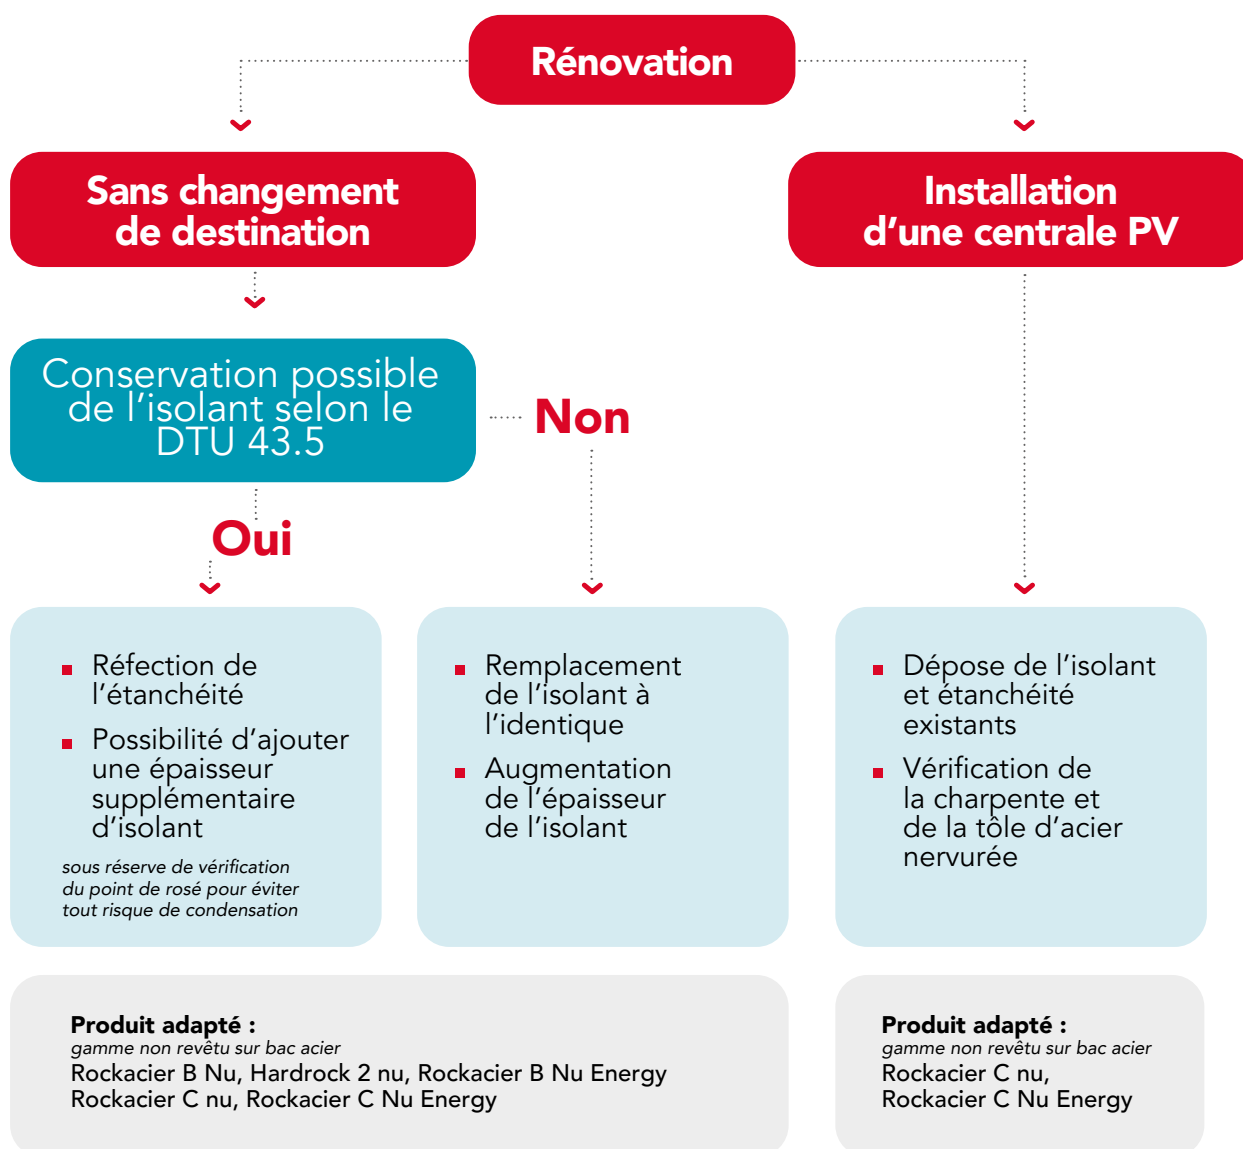 Rénovation
Sans changement
de destination
Installation
d’une centrale PV
Conservation possible
de l’isolant selon le
DTU 43.5
Non
Oui
Réfection de
l’étanchéité
Possibilité d’ajouter
une épaisseur
supplémentaire
d’isolant
sous réserve de vérification
du point de rosé pour éviter
tout risque de condensation
Remplacement
de l’isolant à
l’identique
Augmentation
de l’épaisseur
de l’isolant
Dépose de l’isolant
et étanchéité
existants
Vérification de
la charpente et
de la tôle d’acier
nervurée
Produit adapté :
gamme non revêtu sur bac acier
Rockacier B Nu, Hardrock 2 nu, Rockacier B Nu Energy
Rockacier C nu, Rockacier C Nu Energy
Produit adapté :
gamme non revêtu sur bac acier
Rockacier C nu,
Rockacier C Nu Energy